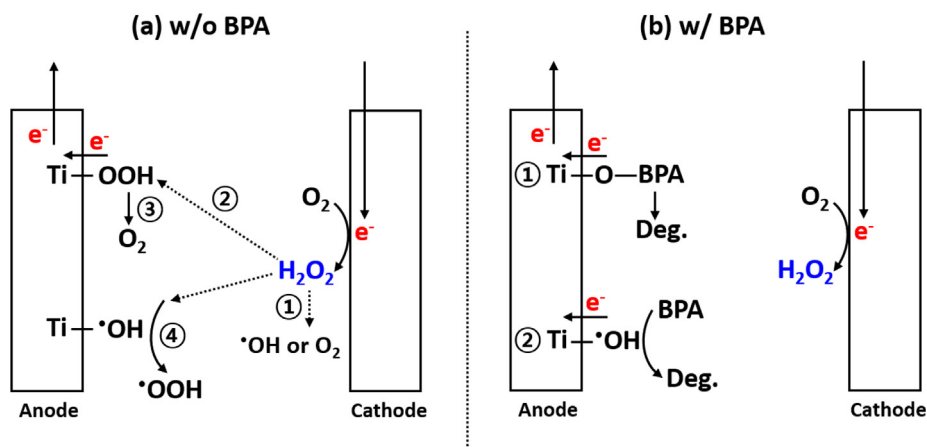 (a) w/o BPA
e⁻
e⁻
Ti OOH
②
③
O₂
O₂
e⁻
H₂O₂
①
Ti •OH
④
•OH or O₂
•OOH
Anode
Cathode
(b) w/ BPA
e⁻
e⁻
① Ti O BPA
Deg.
O₂
e⁻
H₂O₂
e⁻
BPA
② Ti •OH
Deg.
Anode
Cathode